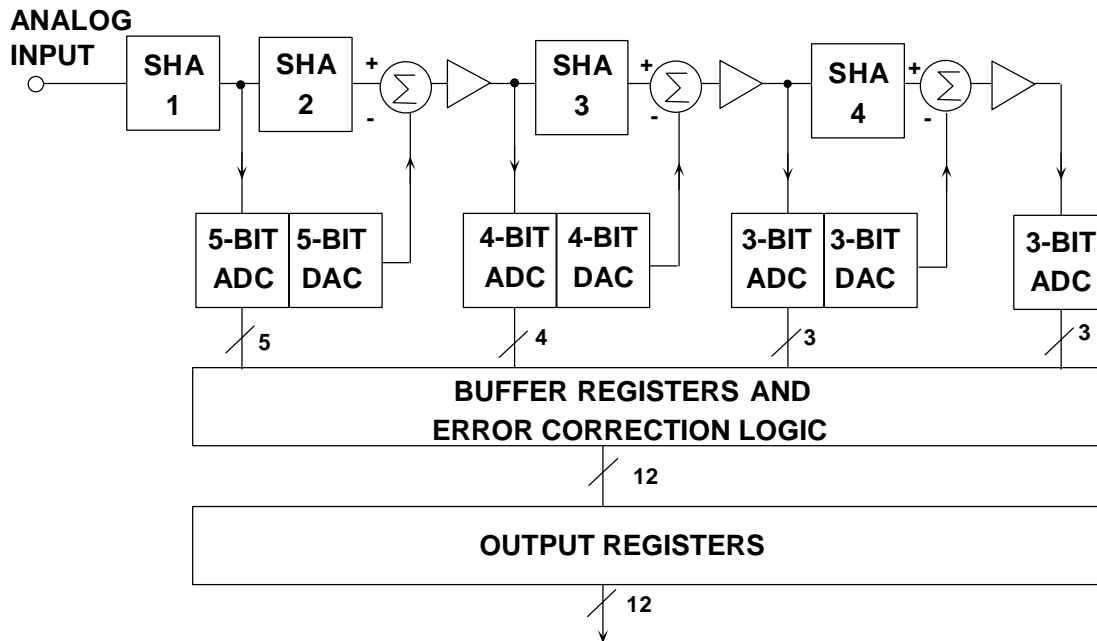 ANALOG
INPUT
SHA
1
SHA
2
+
-
Σ
SHA
3
+
-
Σ
SHA
4
+
-
Σ
5-BIT
ADC
5-BIT
DAC
4-BIT
ADC
4-BIT
DAC
3-BIT
ADC
3-BIT
DAC
3-BIT
ADC
5
4
3
3
BUFFER REGISTERS AND
ERROR CORRECTION LOGIC
12
OUTPUT REGISTERS
12